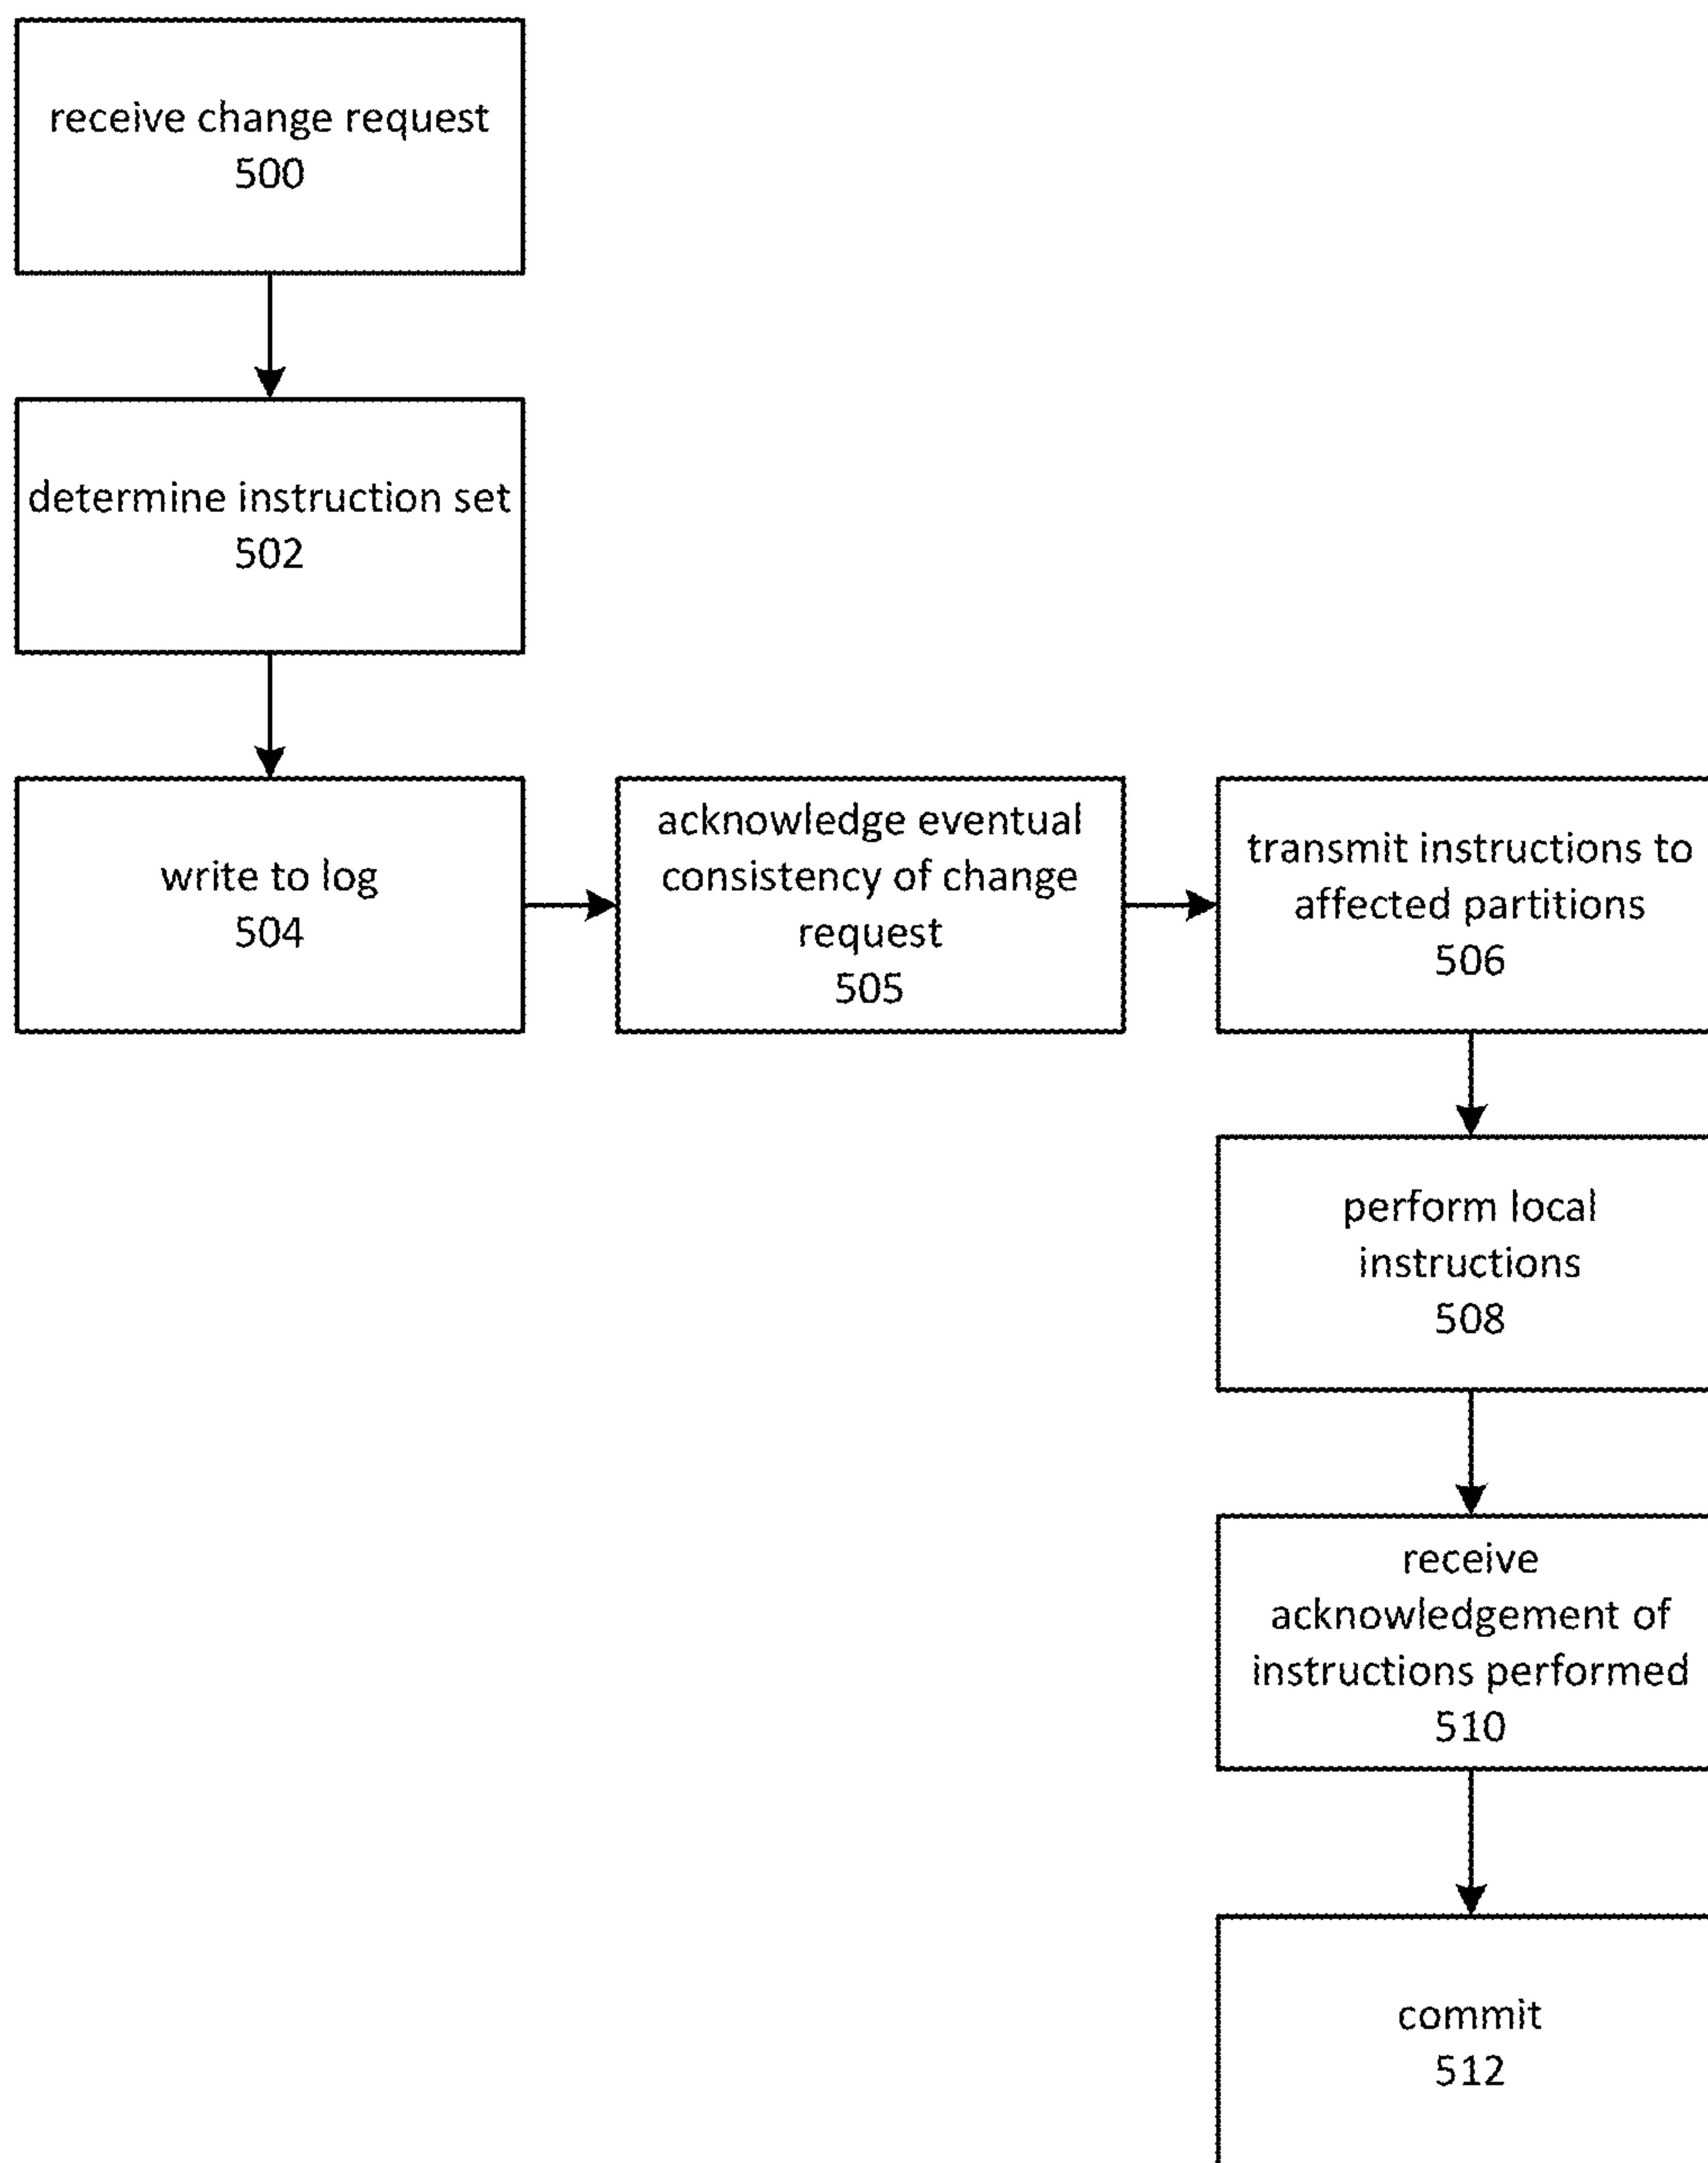 receive change request
500
determine instruction set
502
write to log
504
acknowledge eventual
consistency of change
request
505
transmit instructions to
affected partitions
506
perform local
instructions
508
receive
acknowledgement of
instructions performed
510
commit
512